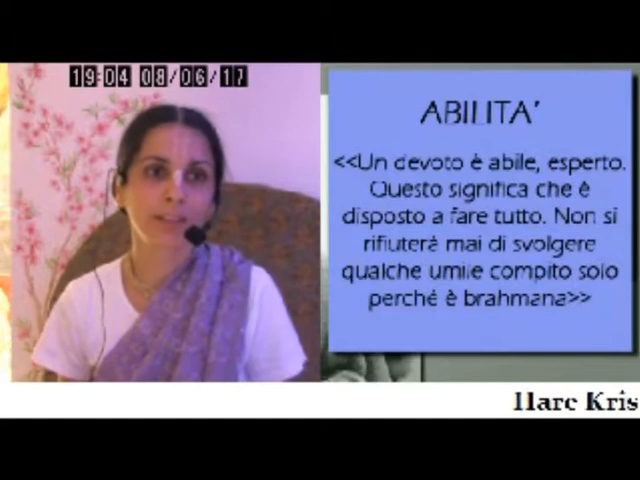 19:04 08/06/17
ABILITA'
<<Un devoto è abile, esperto.
Questo significa che è
disposto a fare tutto. Non si
rifiuterà mai di svolgere
qualche umile compito solo
perché è brahmana>>
Hare Kris